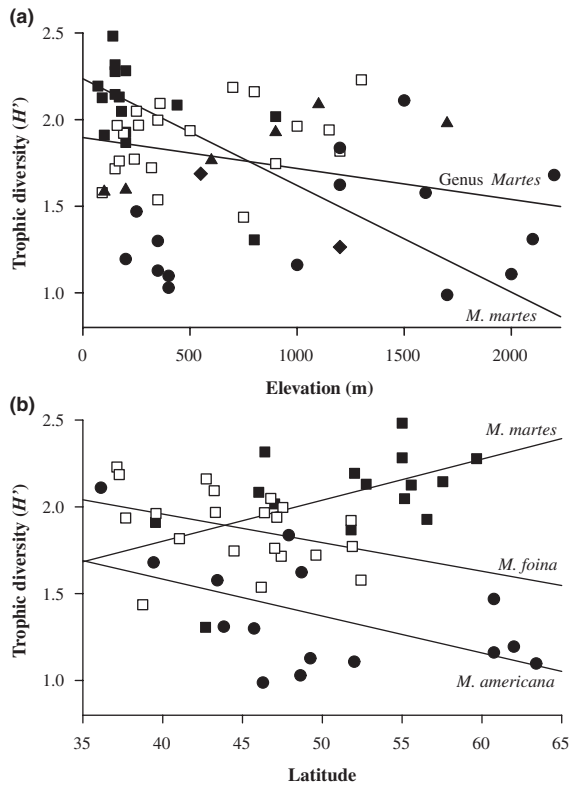 (a)
2.5
2.0
1.5
1.0
Trophic diversity (H′)
Genus Martes
M. martes
0 500 1000 1500 2000
Elevation (m)
(b)
2.5
2.0
1.5
1.0
Trophic diversity (H′)
M. martes
M. foina
M. americana
35 40 45 50 55 60 65
Latitude